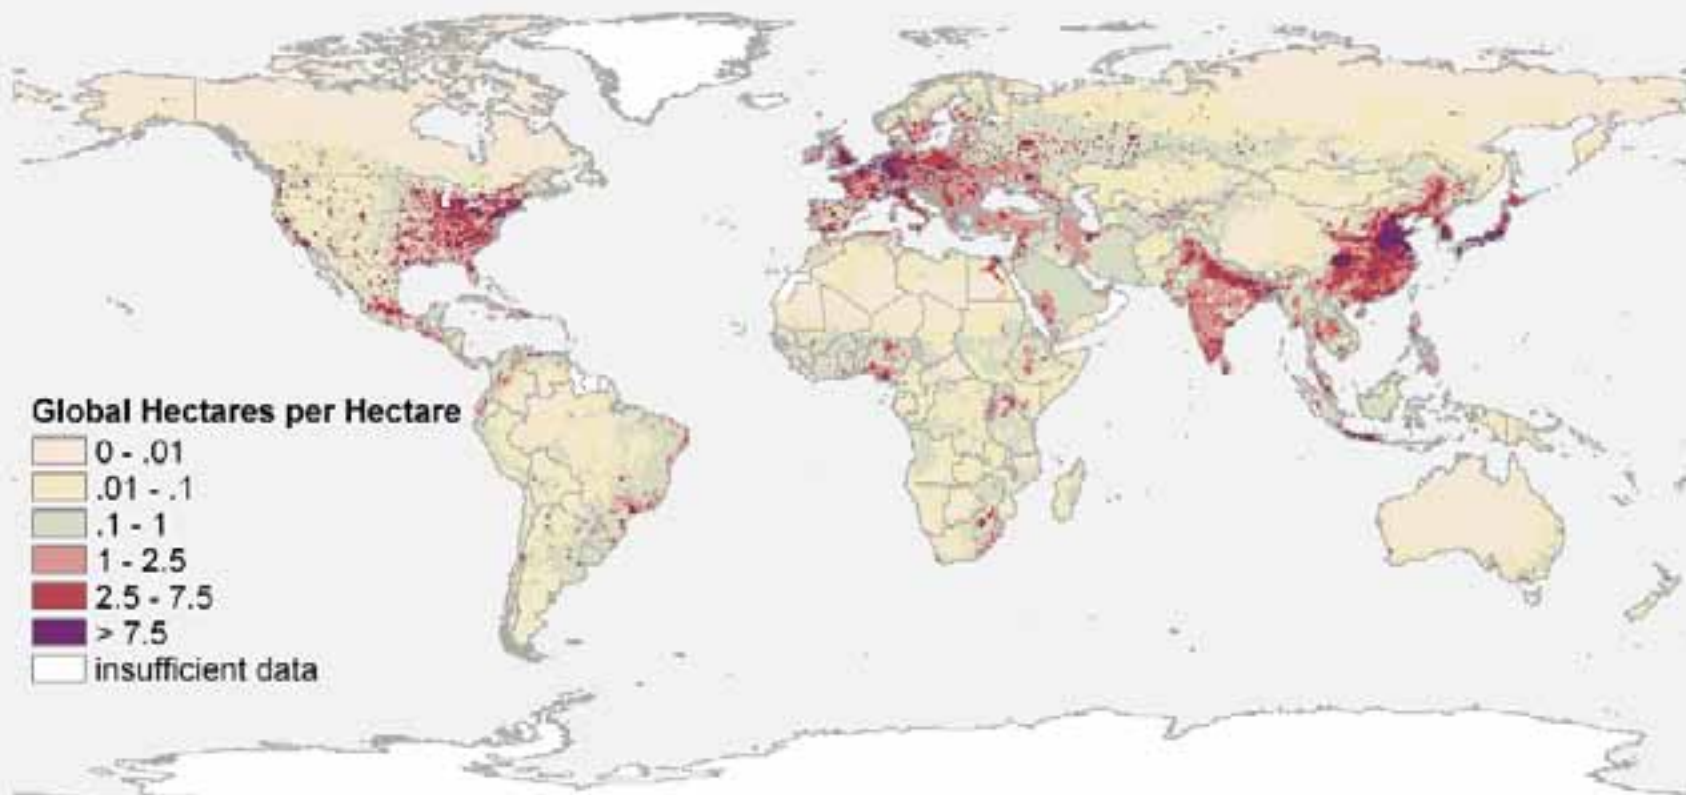 Global Hectares per Hectare
0 - .01
.01 - .1
.1 - 1
1 - 2.5
2.5 - 7.5
> 7.5
insufficient data